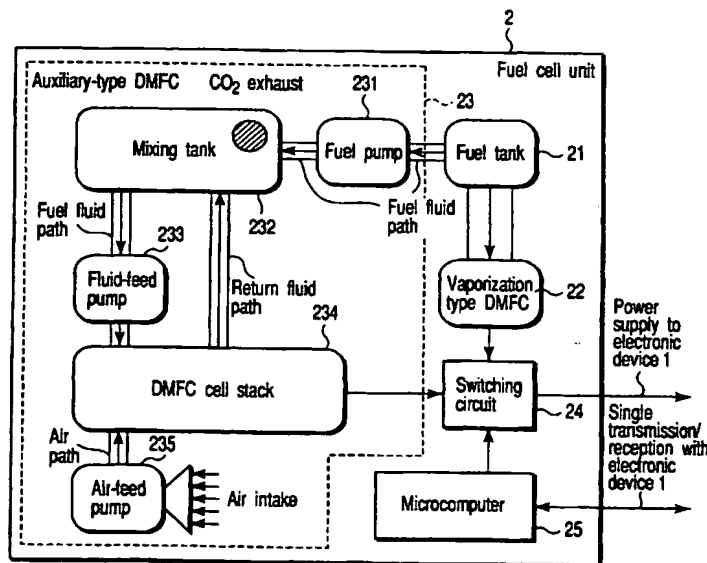 2
Fuel cell unit
Auxiliary-type DMFC
CO2 exhaust
231
23
Mixing tank
Fuel pump
Fuel tank
21
Fuel fluid
path
232
Fuel fluid
path
233
Fluid-feed
pump
Return fluid
path
Vaporization
type DMFC
22
234
Power
supply to
electronic
device 1
DMFC cell stack
Switching
circuit
24
Air
path
235
Single
transmission/
reception with
electronic
device 1
Air-feed
pump
Air intake
Microcomputer
25